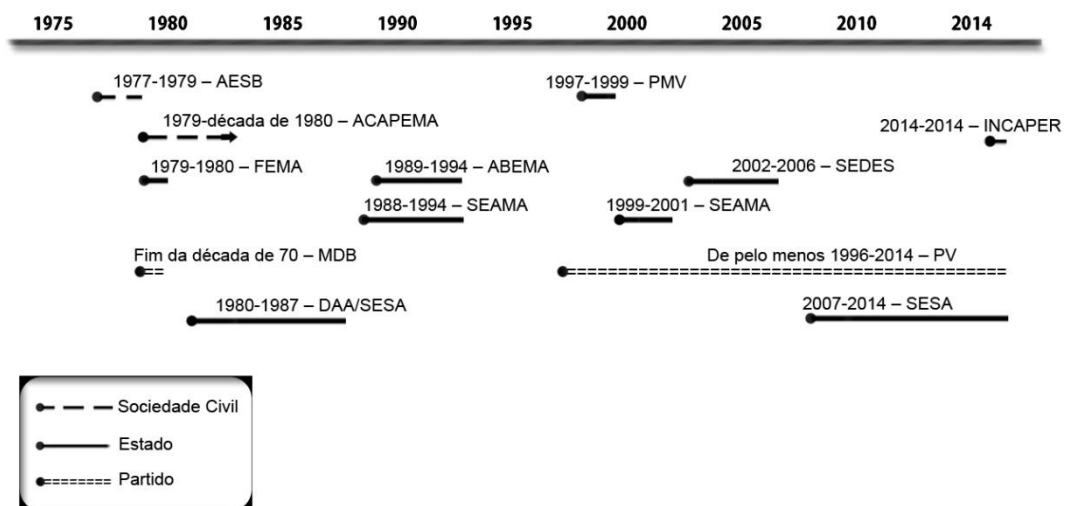 1975 1980 1985 1990 1995 2000 2005 2010 2014
1977-1979 – AESB
1997-1999 – PMV
1979-década de 1980 – ACAPEMA
2014-2014 – INCAPER
1979-1980 – FEMA
1989-1994 – ABEMA
2002-2006 – SEDES
1988-1994 – SEAMA
1999-2001 – SEAMA
Fim da década de 70 – MDB
De pelo menos 1996-2014 – PV
1980-1987 – DAA/SESA
2007-2014 – SESA
Sociedade Civil
Estado
Partido